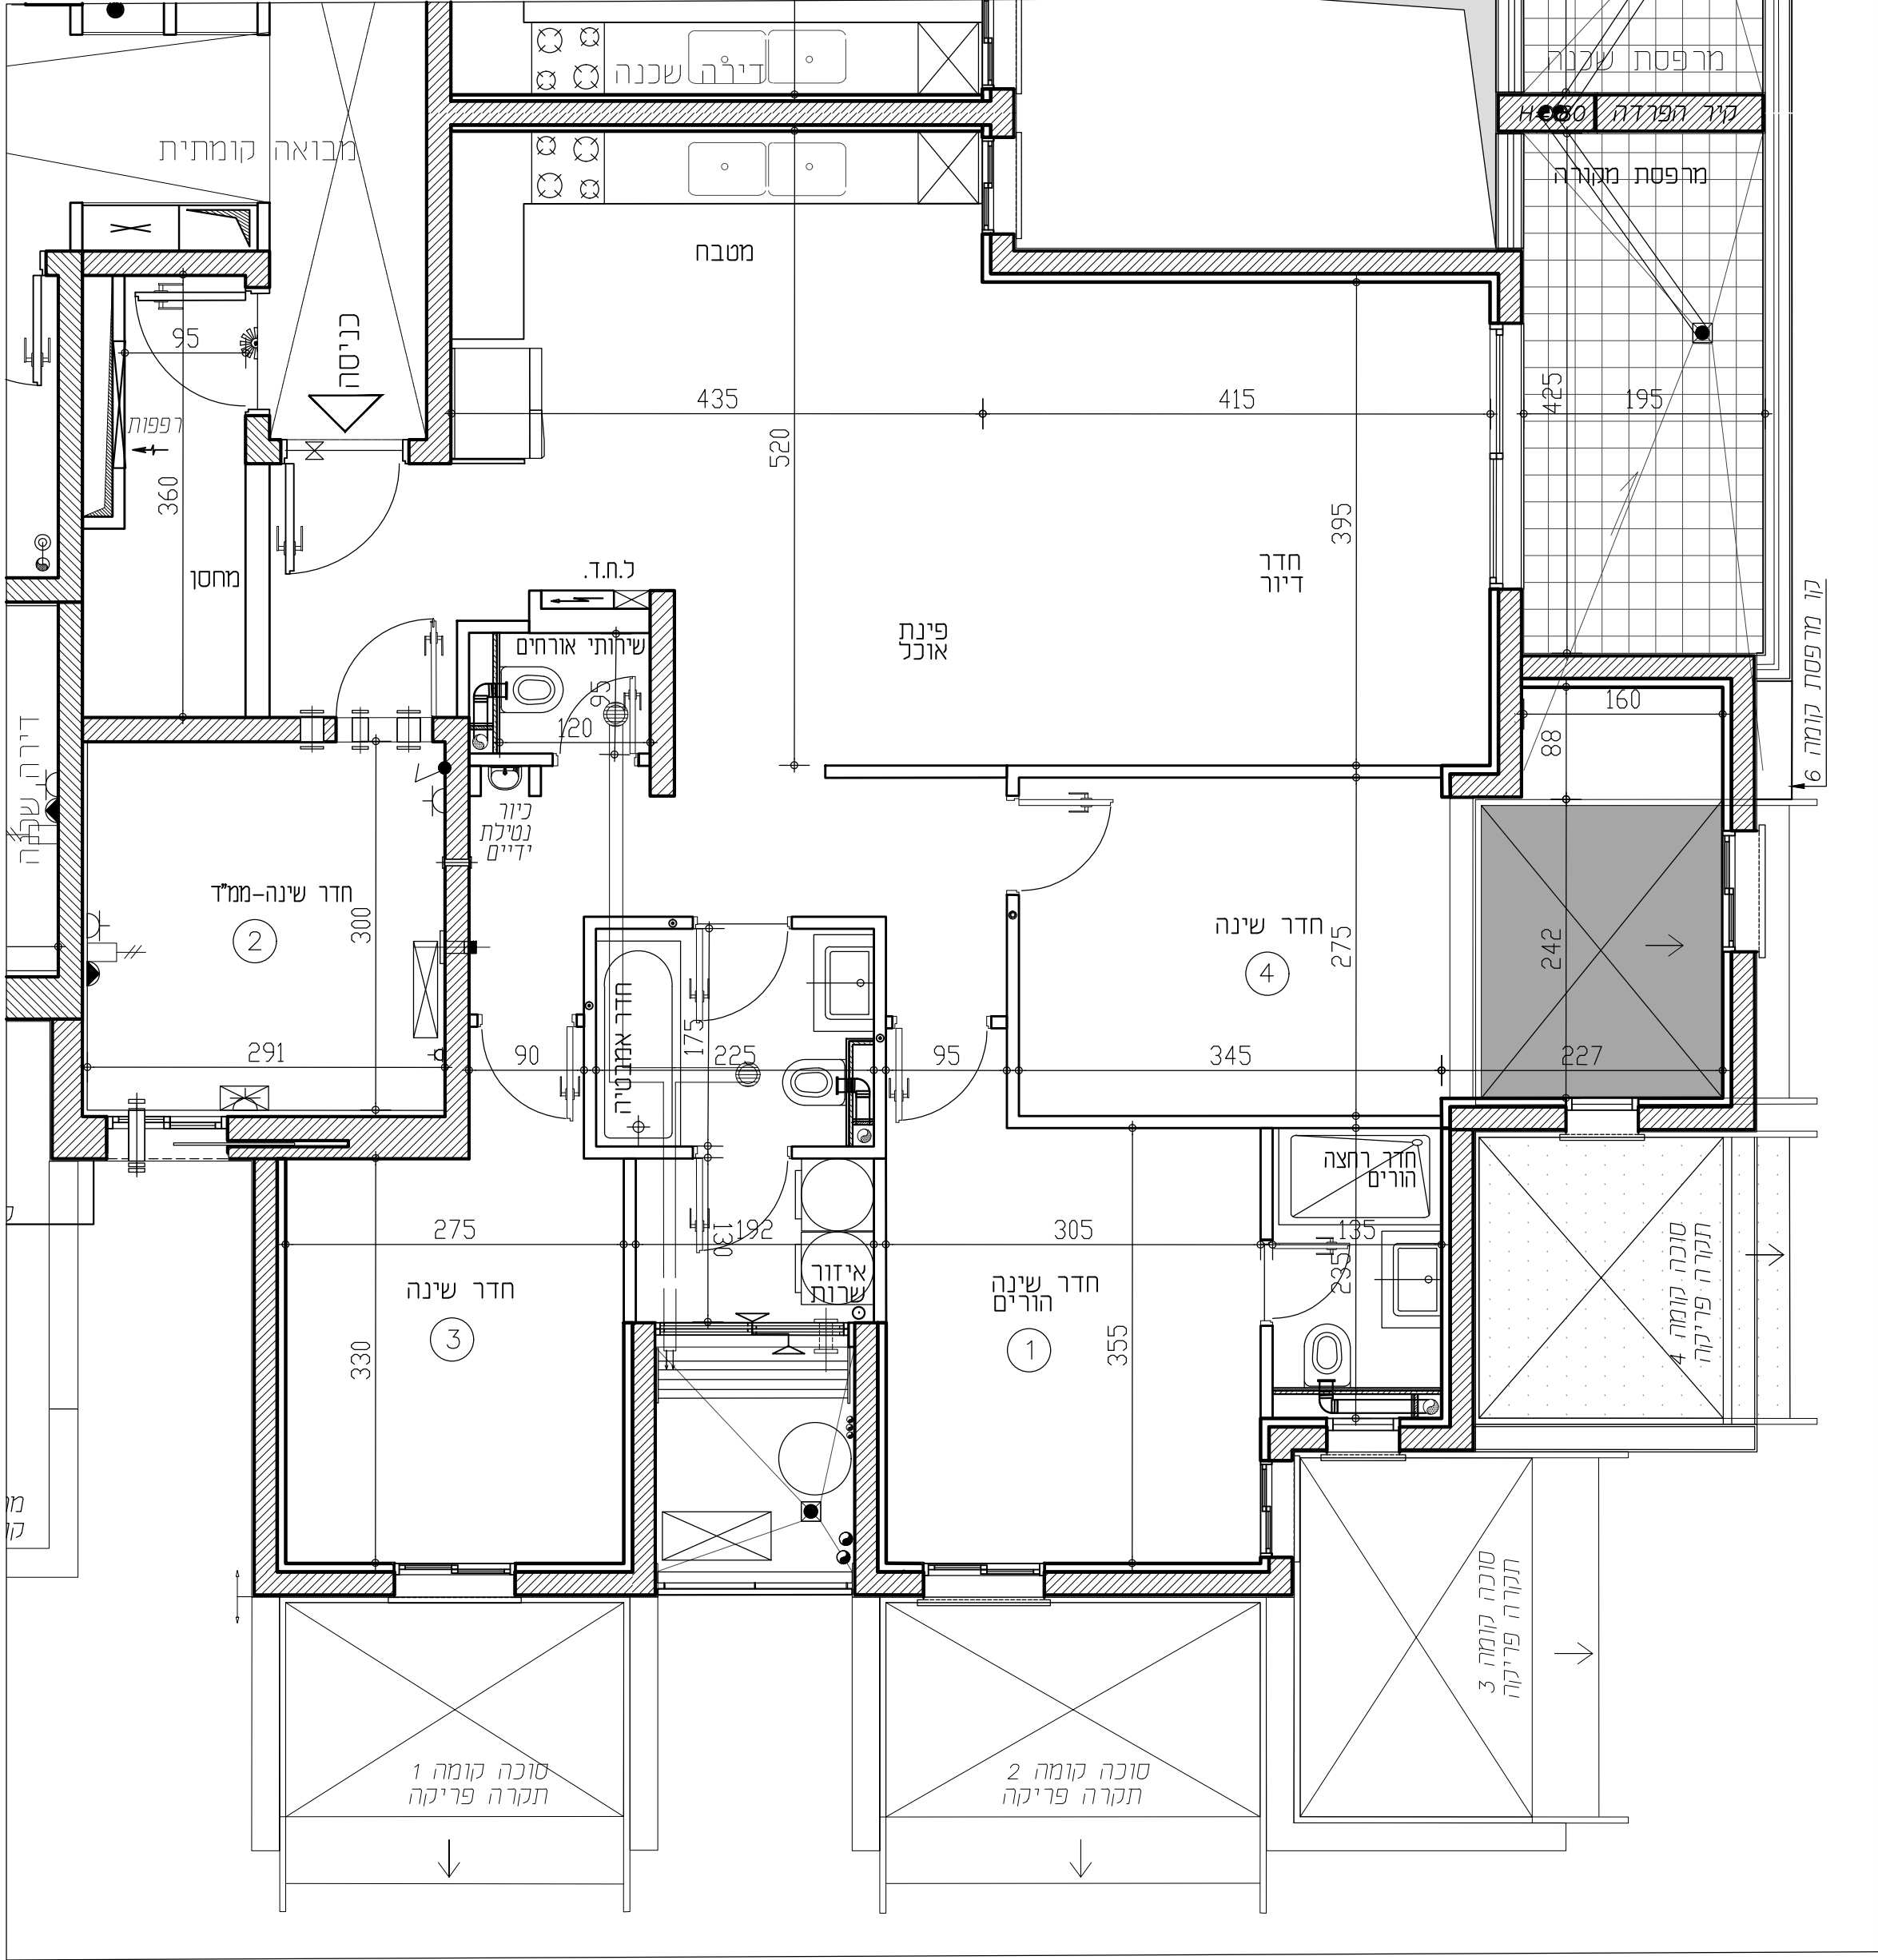 דירה שכנה
מרפסת שכנה
קיר הפרדה
מבואה קומתית
מרפסת מקורה
מטבח
כניסה
95
רפפות
360
מחסן
435
415
520
425
195
395
ל.ח.ד.
חדר
דיור
שירותי אורחים
פינת
אוכל
95
120
160
88
קו מרפסת קומה 6
דירה שכנה
כיור
נטילת
ידיים
חדר שינה-ממ"ד
2
300
291
חדר שינה
4
275
242
חדר אמבטיה
175
90
225
95
345
227
חדר רחצה
הורים
275
130
192
305
135
235
איזור
שרות
חדר שינה
3
330
חדר שינה
הורים
1
355
סוכה קומה 4
תקרה פריקה
סוכה קומה 3
תקרה פריקה
סוכה קומה 1
תקרה פריקה
סוכה קומה 2
תקרה פריקה